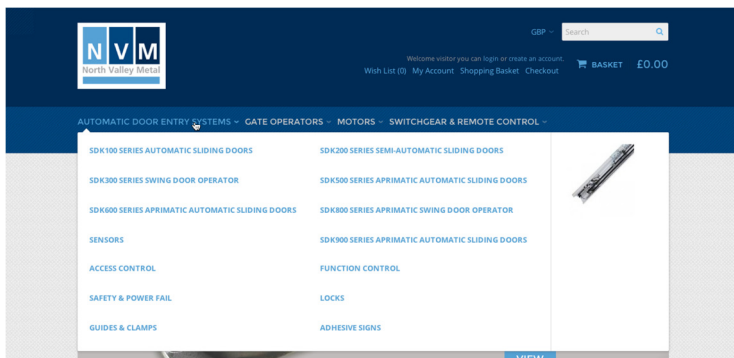 GBP
Search
NVM
North Valley Metal
Welcome visitor you can login or create an account.
Wish List (0) My Account Shopping Basket Checkout
BASKET £0.00
AUTOMATIC DOOR ENTRY SYSTEMS GATE OPERATORS MOTORS SWITCHGEAR & REMOTE CONTROL
SDK100 SERIES AUTOMATIC SLIDING DOORS
SDK200 SERIES SEMI-AUTOMATIC SLIDING DOORS
SDK300 SERIES SWING DOOR OPERATOR
SDK500 SERIES APRIMATIC AUTOMATIC SLIDING DOORS
SDK600 SERIES APRIMATIC AUTOMATIC SLIDING DOORS
SDK800 SERIES APRIMATIC SWING DOOR OPERATOR
SENSORS
SDK900 SERIES APRIMATIC AUTOMATIC SLIDING DOORS
ACCESS CONTROL
FUNCTION CONTROL
SAFETY & POWER FAIL
LOCKS
GUIDES & CLAMPS
ADHESIVE SIGNS
VIEW